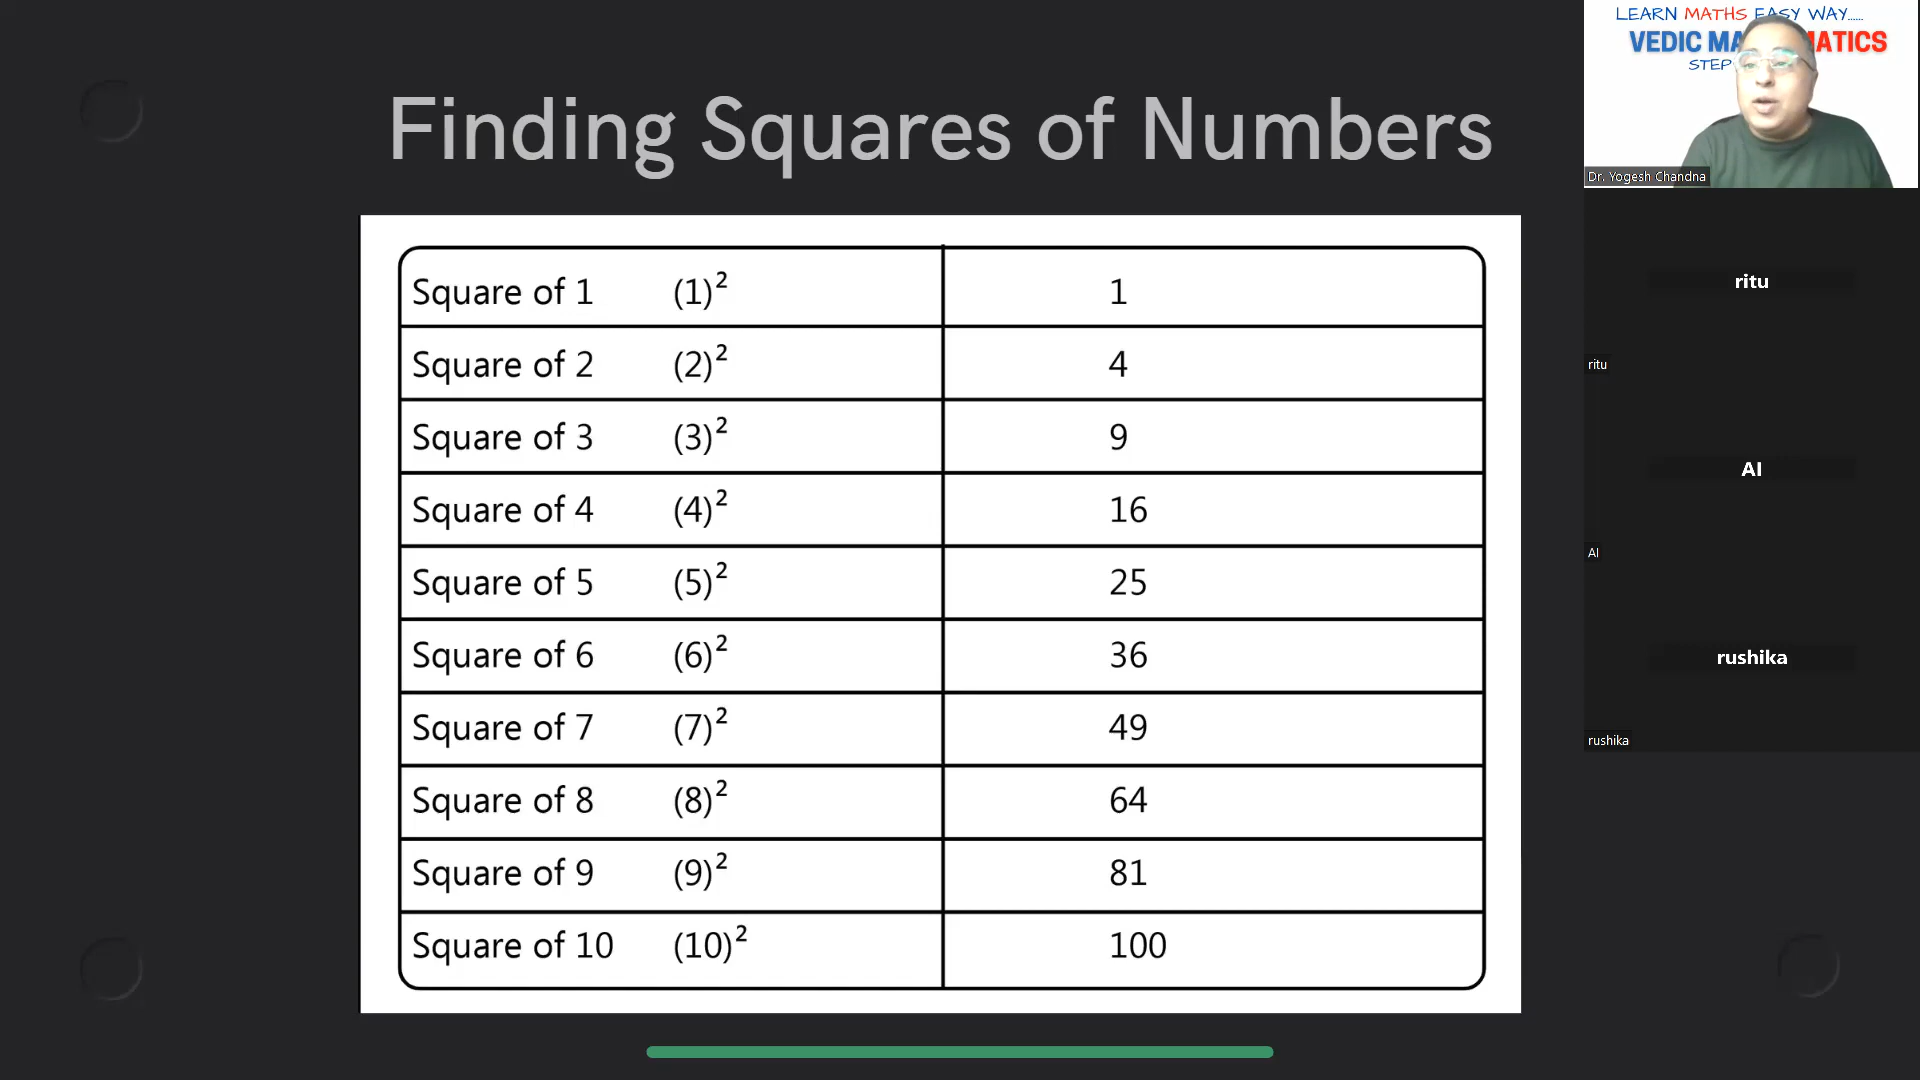 Finding Squares of Numbers
Square of 1 (1)² 1
Square of 2 (2)² 4
Square of 3 (3)² 9
Square of 4 (4)² 16
Square of 5 (5)² 25
Square of 6 (6)² 36
Square of 7 (7)² 49
Square of 8 (8)² 64
Square of 9 (9)² 81
Square of 10 (10)² 100
LEARN MATHS EASY WAY......
VEDIC MA ATICS
STEP
Dr. Yogesh Chandna
ritu
ritu
AI
AI
rushika
rushika